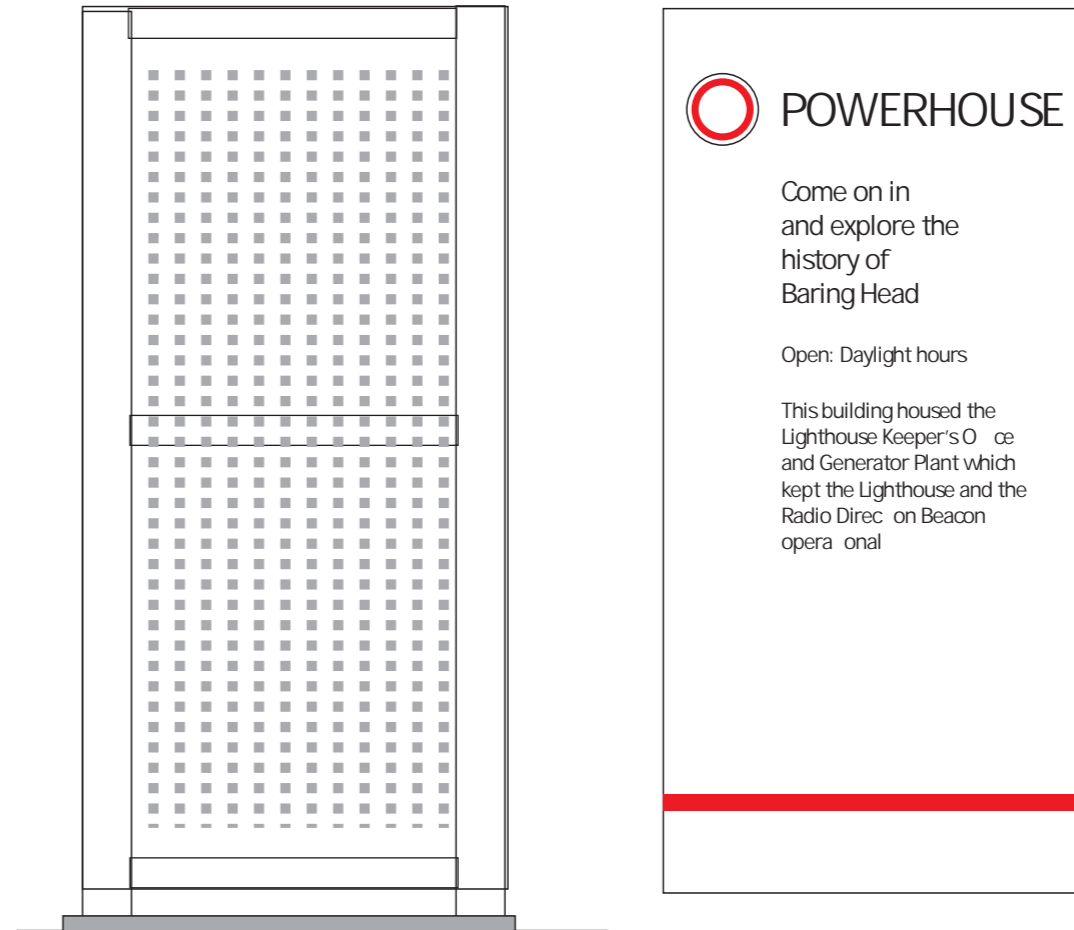 POWERHOUSE
Come on in
and explore the
history of
Baring Head
Open: Daylight hours
This building housed the
Lighthouse Keeper's O ce
and Generator Plant which
kept the Lighthouse and the
Radio Direc on Beacon
opera onal